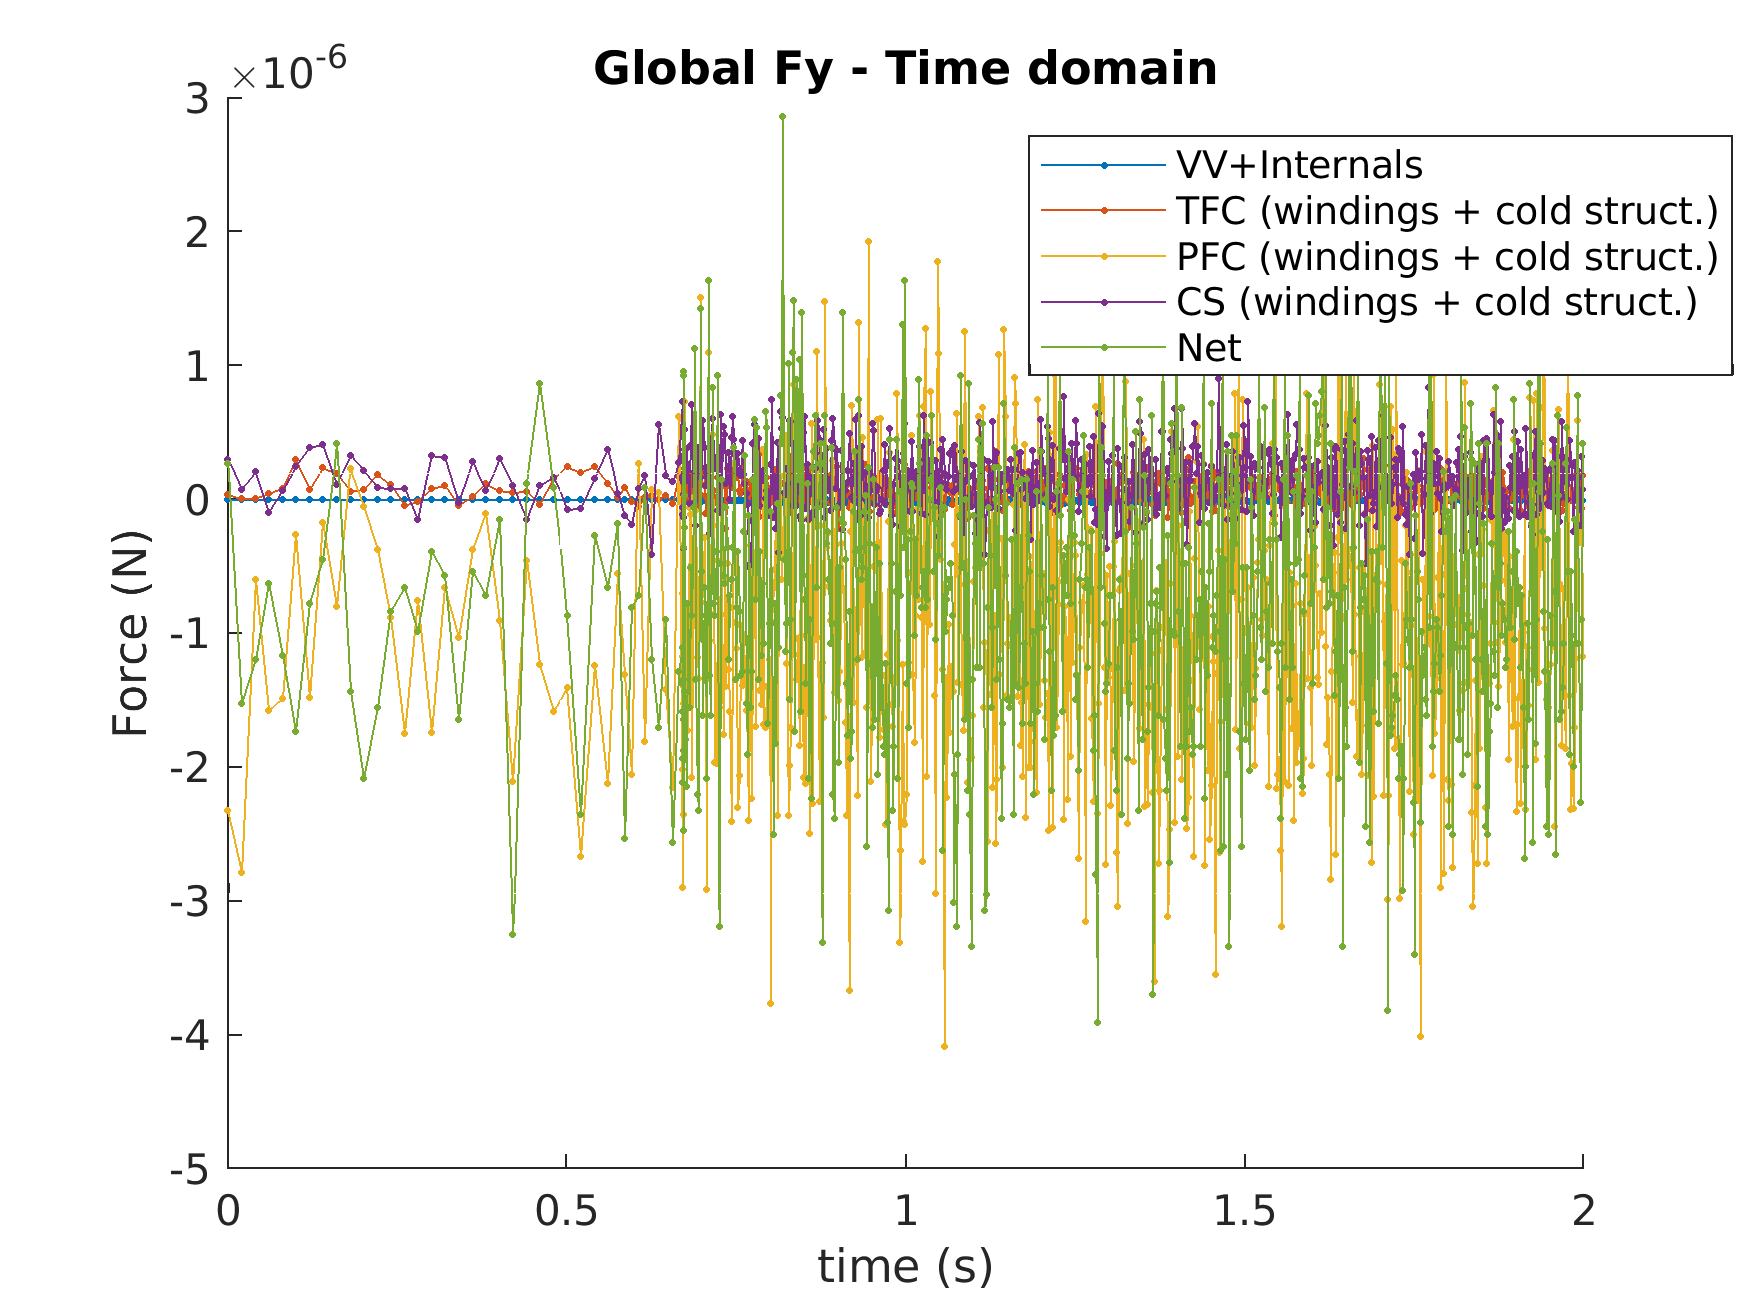 Global Fy - Time domain
×10-6
3
2
1
0
-1
-2
-3
-4
-5
Force (N)
VV+Internals
TFC (windings + cold struct.)
PFC (windings + cold struct.)
CS (windings + cold struct.)
Net
0 0.5 1 1.5 2
time (s)